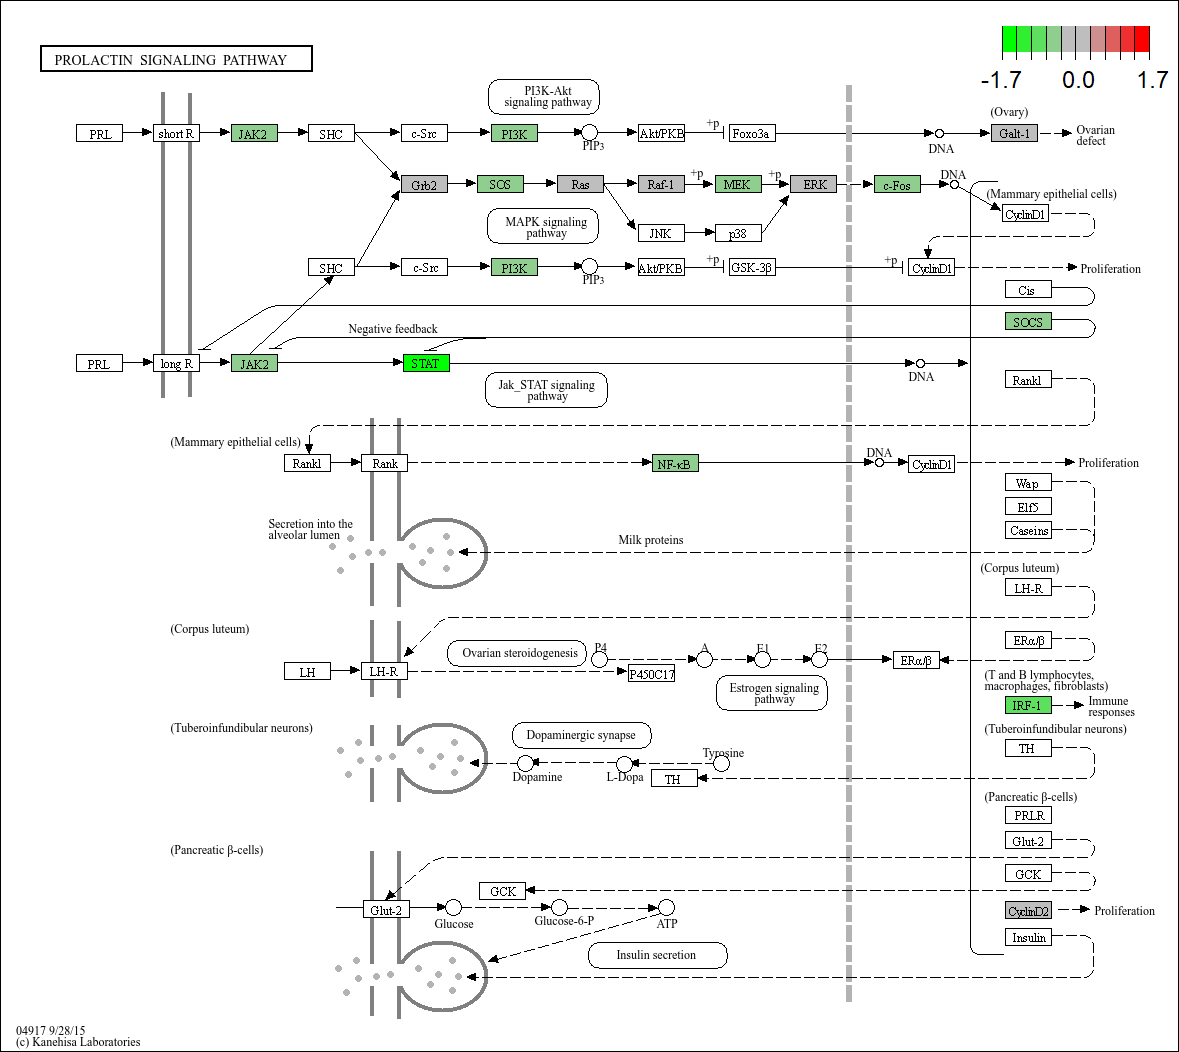 PROLACTIN SIGNALING PATHWAY
-1.7 0.0 1.7
PI3K-Akt
signaling pathway
(Ovary)
PRL short R JAK2 SHC c-Src PI3K PIP3 Akt/PKB +p Foxo3a DNA Galt-1 Ovarian
defect
Grb2 SOS Ras Raf-1 +p MEK +p ERK c-Fos DNA
(Mammary epithelial cells)
CyclinD1
MAPK signaling
pathway
JNK p38
SHC c-Src PI3K PIP3 Akt/PKB +p GSK-3β +p CyclinD1 Proliferation
Cis
SOCS
Negative feedback
PRL long R JAK2 STAT DNA
Jak_STAT signaling
pathway
Rankl
(Mammary epithelial cells)
Rankl Rank NF-κB DNA CyclinD1 Proliferation
Wap
Elf5
Caseins
Secretion into the
alveolar lumen
Milk proteins
(Corpus luteum)
LH-R
(Corpus luteum)
ERα/β
LH LH-R Ovarian steroidogenesis P4 P450C17 A E1 E2 ERα/β
Estrogen signaling
pathway
(T and B lymphocytes,
macrophages, fibroblasts)
IRF-1 Immune
responses
(Tuberoinfundibular neurons)
(Tuberoinfundibular neurons)
TH
Dopaminergic synapse
Dopamine L-Dopa Tyrosine
TH
(Pancreatic β-cells)
PRLR
Glut-2
GCK
(Pancreatic β-cells)
GCK
Glut-2 Glucose Glucose-6-P ATP
CyclinD2 Proliferation
Insulin
Insulin secretion
04917 9/28/15
(c) Kanehisa Laboratories